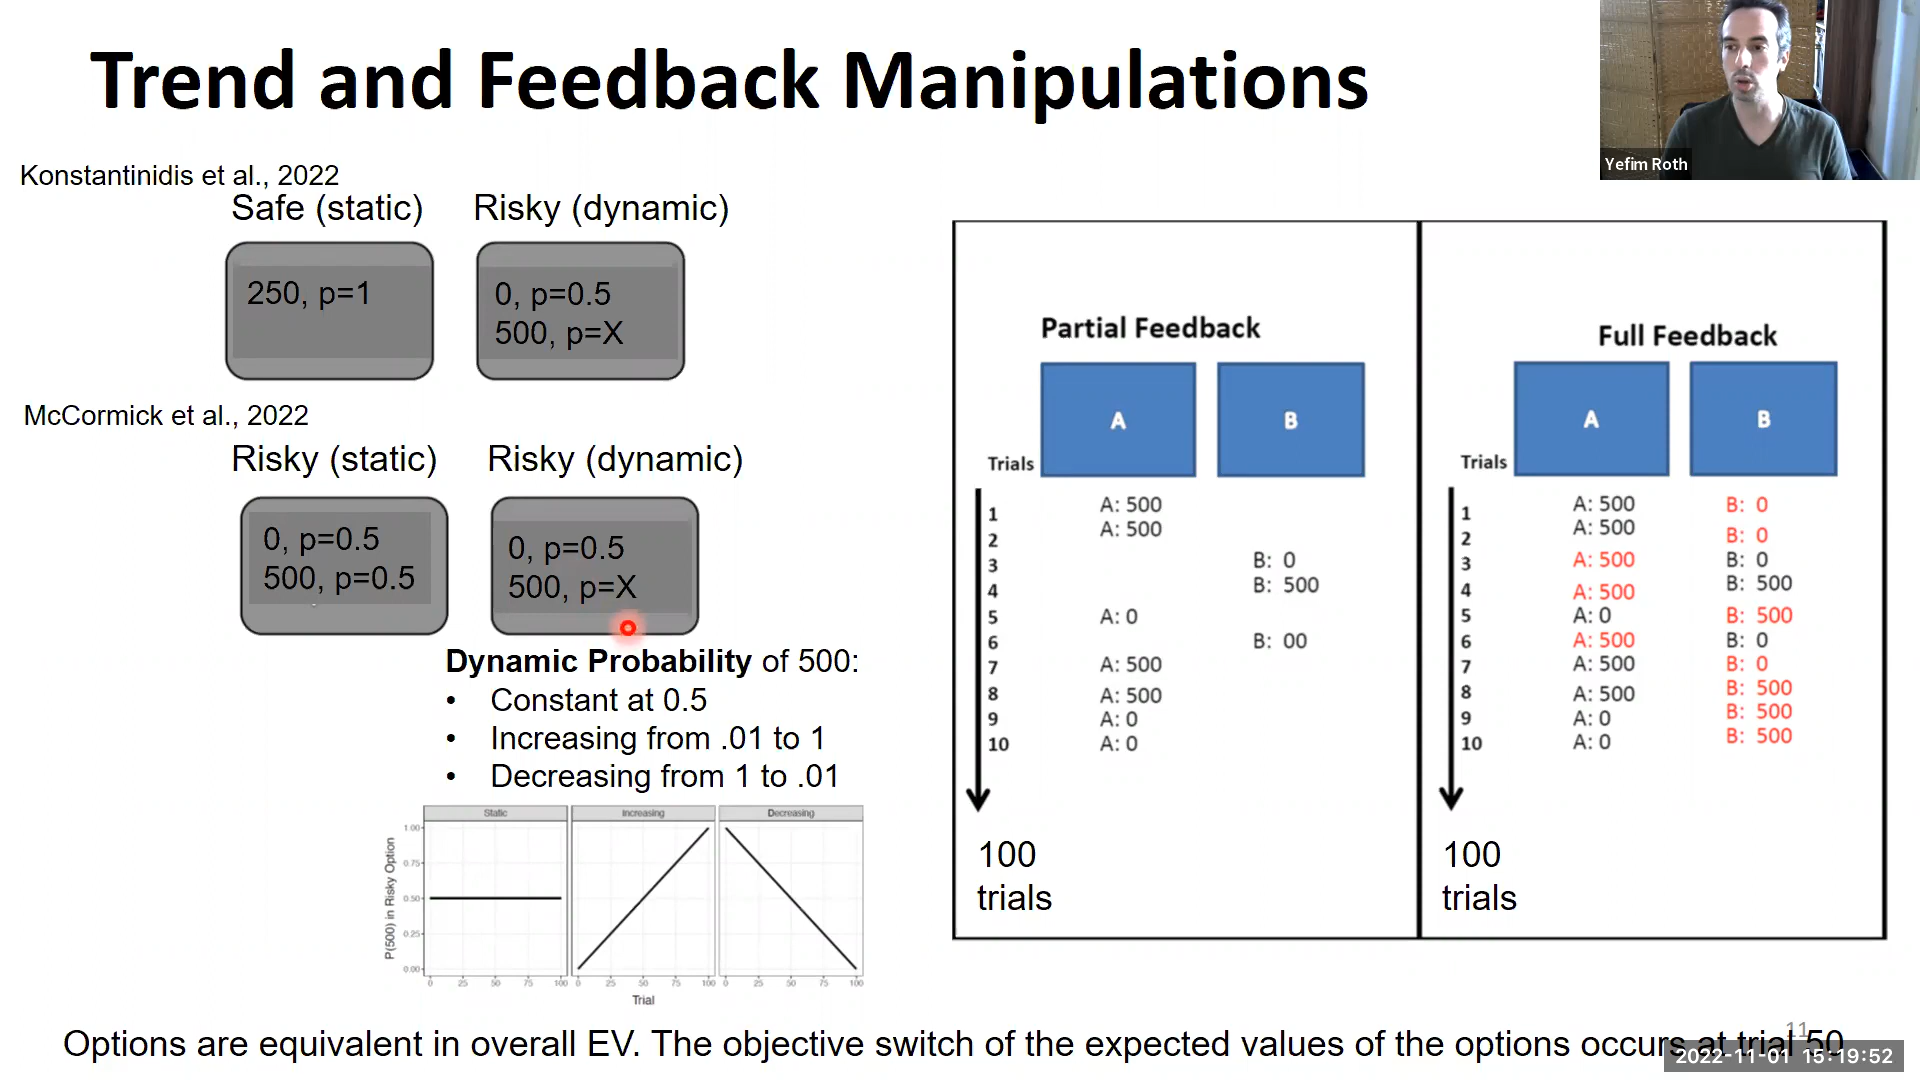 Trend and Feedback Manipulations
Yefim Roth
Konstantinidis et al., 2022
Safe (static)
Risky (dynamic)
250, p=1
0, p=0.5
500, p=X
McCormick et al., 2022
Risky (static)
Risky (dynamic)
0, p=0.5
500, p=0.5
0, p=0.5
500, p=X
Dynamic Probability of 500:
• Constant at 0.5
• Increasing from .01 to 1
• Decreasing from 1 to .01
Static
Increasing
Decreasing
P(500) in Risky Option
1.00
0.75
0.50
0.25
0.00
0 25 50 75 100
0 25 50 75 100
0 25 50 75 100
Trial
Partial Feedback
A
B
Trials
1 A: 500
2 A: 500
3 B: 0
4 B: 500
5 A: 0
6 B: 00
7 A: 500
8 A: 500
9 A: 0
10 A: 0
100
trials
Full Feedback
A
B
Trials
1 A: 500 B: 0
2 A: 500 B: 0
3 A: 500 B: 0
4 A: 500 B: 500
5 A: 0 B: 500
6 A: 500 B: 0
7 A: 500 B: 0
8 A: 500 B: 500
9 A: 0 B: 500
10 A: 0 B: 500
100
trials
Options are equivalent in overall EV. The objective switch of the expected values of the options occurs at trial 50
11
2022-11-01 15:19:52